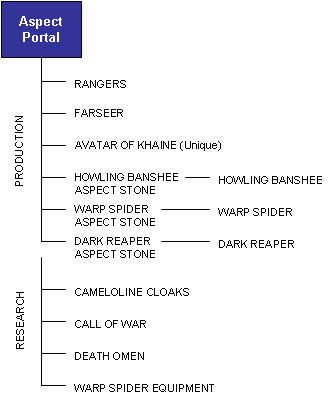 Aspect
Portal
PRODUCTION
RANGERS
FARSEER
AVATAR OF KHAINE (Unique)
HOWLING BANSHEE
ASPECT STONE
HOWLING BANSHEE
WARP SPIDER
ASPECT STONE
WARP SPIDER
DARK REAPER
ASPECT STONE
DARK REAPER
RESEARCH
CAMELOLINE CLOAKS
CALL OF WAR
DEATH OMEN
WARP SPIDER EQUIPMENT